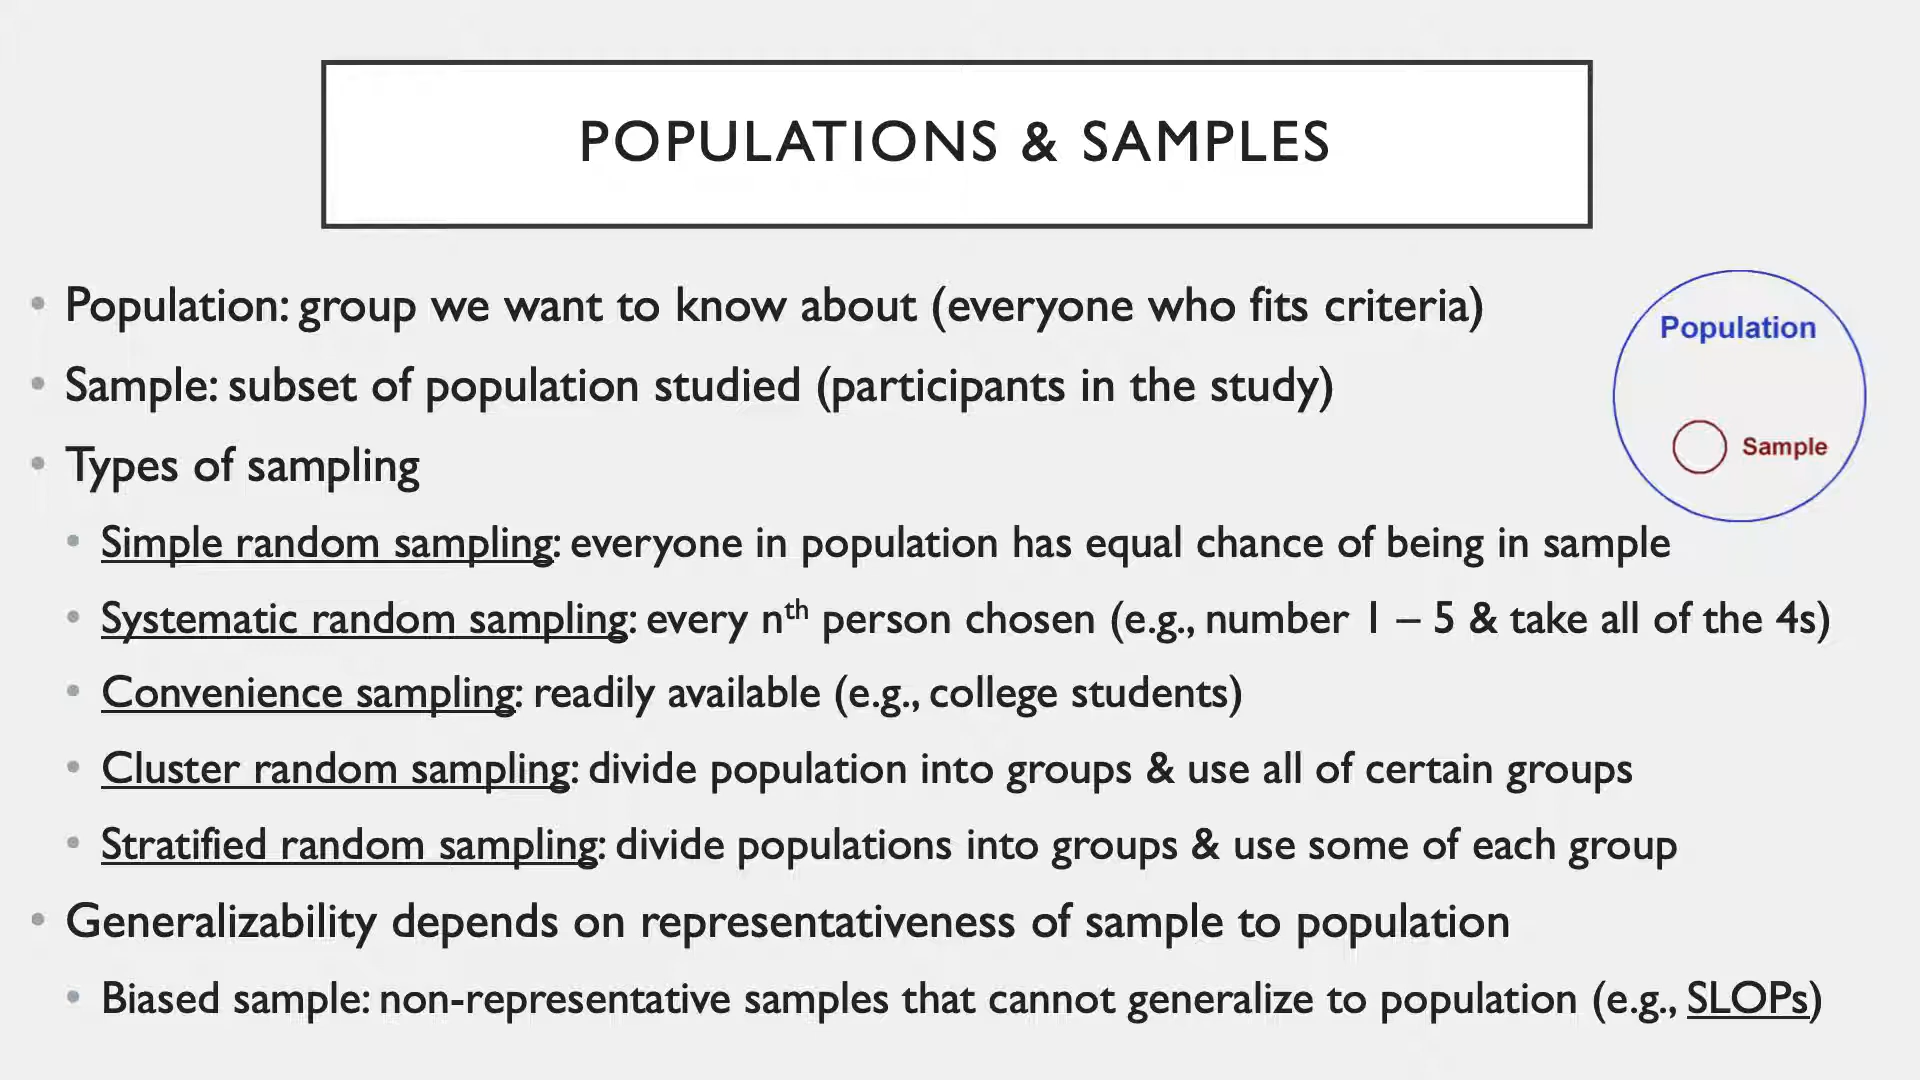 POPULATIONS & SAMPLES
• Population: group we want to know about (everyone who fits criteria)
• Sample: subset of population studied (participants in the study)
• Types of sampling
• Simple random sampling: everyone in population has equal chance of being in sample
• Systematic random sampling: every nth person chosen (e.g., number 1 – 5 & take all of the 4s)
• Convenience sampling: readily available (e.g., college students)
• Cluster random sampling: divide population into groups & use all of certain groups
• Stratified random sampling: divide populations into groups & use some of each group
• Generalizability depends on representativeness of sample to population
• Biased sample: non-representative samples that cannot generalize to population (e.g., SLOPs)
Population
Sample